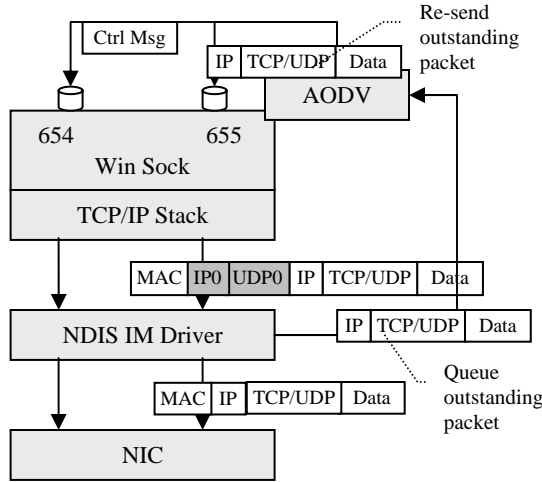 Re-send
outstanding
packet
Ctrl Msg
IP TCP/UDP Data
AODV
654 655
Win Sock
TCP/IP Stack
MAC IP0 UDP0 IP TCP/UDP Data
NDIS IM Driver
IP TCP/UDP Data
Queue
outstanding
packet
MAC IP TCP/UDP Data
NIC